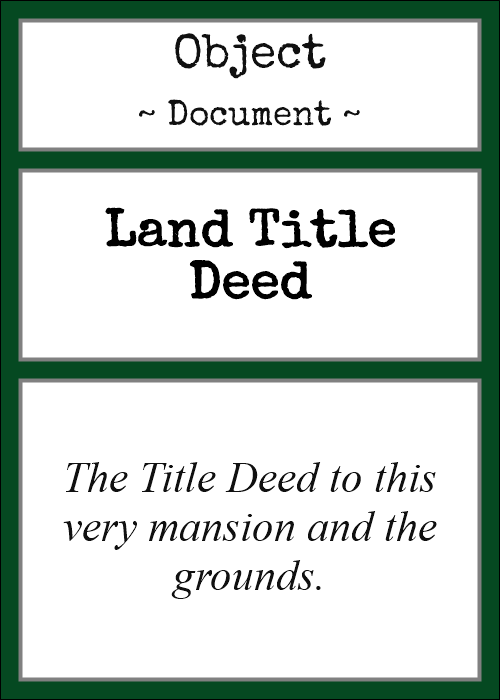 Object
~ Document ~
Land Title
Deed
The Title Deed to this
very mansion and the
grounds.